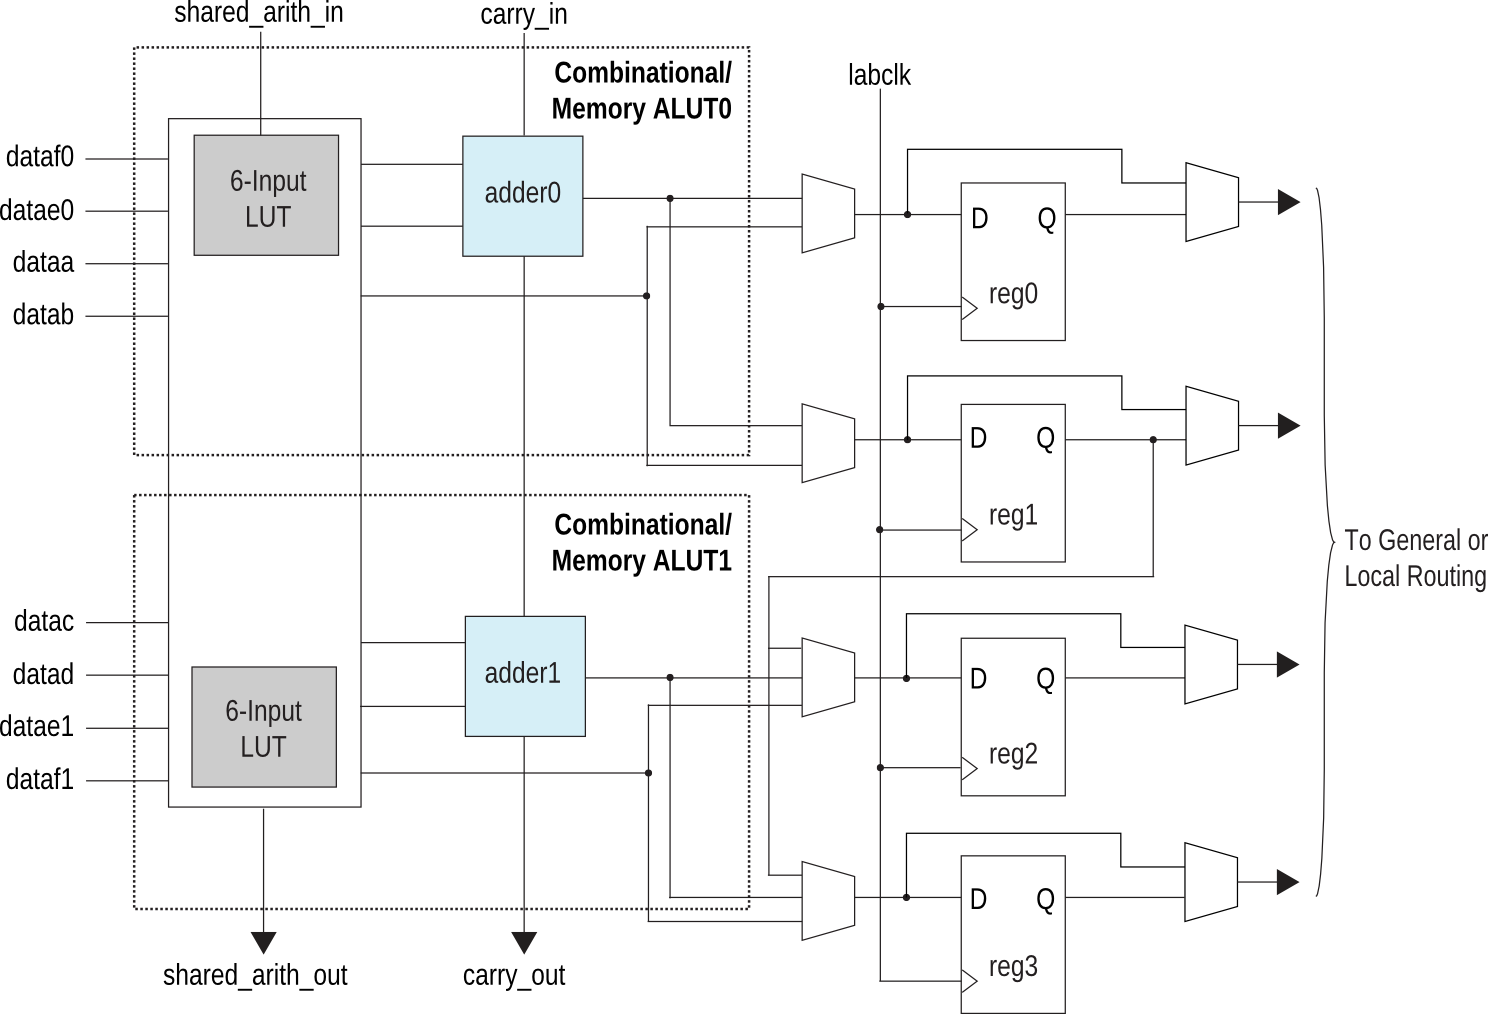 shared_arith_in
carry_in
Combinational/
Memory ALUT0
labclk
dataf0
datae0
dataa
datab
6-Input
LUT
adder0
D
Q
reg0
D
Q
reg1
Combinational/
Memory ALUT1
To General or
Local Routing
datac
datad
datae1
dataf1
6-Input
LUT
adder1
D
Q
reg2
D
Q
reg3
shared_arith_out
carry_out